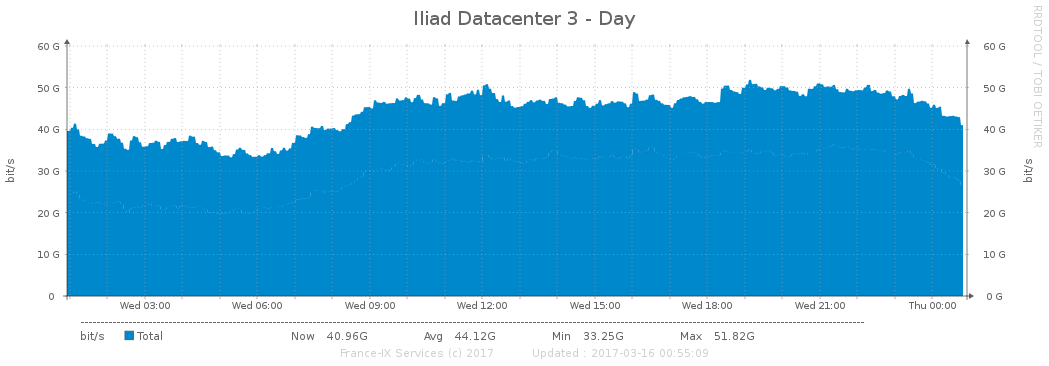 Iliad Datacenter 3 - Day
RRDTOOL / TOBI OETIKER
60 G 60 G
50 G 50 G
40 G 40 G
30 G 30 G
20 G 20 G
10 G 10 G
0 0 G
bit/s bit/s
Wed 03:00 Wed 06:00 Wed 09:00 Wed 12:00 Wed 15:00 Wed 18:00 Wed 21:00 Thu 00:00
bit/s Total Now 40.96G Avg 44.12G Min 33.25G Max 51.82G
France-IX Services (c) 2017 Updated : 2017-03-16 00:55:09